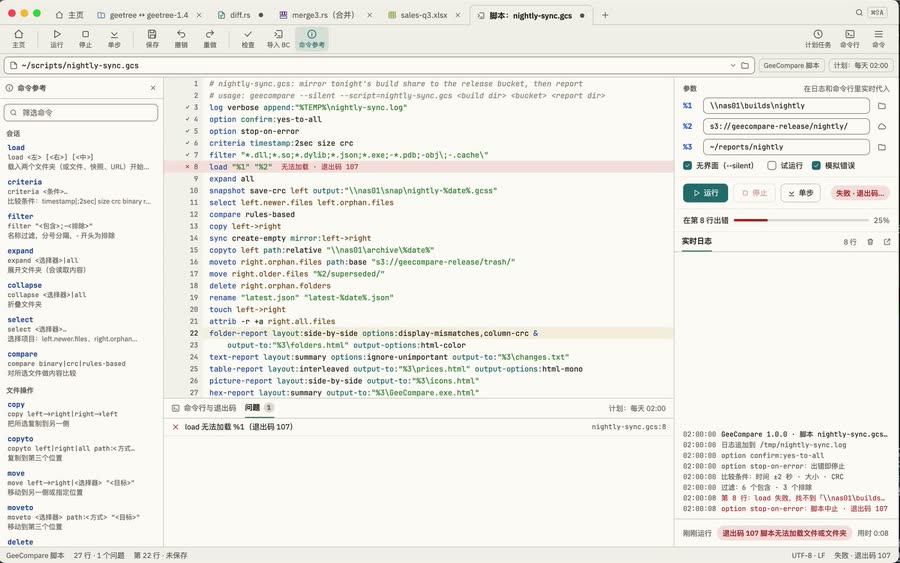 主页
geetree ↔ geetree-1.4
diff.rs
merge3.rs（合并）
sales-q3.xlsx
脚本：nightly-sync.gcs
⌘⇧A
主页
运行
停止
单步
保存
撤销
重做
检查
导入 BC
命令参考
计划任务
命令行
命令
~/scripts/nightly-sync.gcs
GeeCompare 脚本
计划：每天 02:00
命令参考
筛选命令
会话
load
load <左> [<右>] [<中>]
载入两个文件夹（或文件、快照、URL）开始…
criteria
criteria <条件>…
比较条件：timestamp[:2sec] size crc binary r…
filter
filter "<包含>;-<排除>"
名称过滤，分号分隔，- 开头为排除
expand
expand <选择器>|all
展开文件夹（会读取内容）
collapse
collapse <选择器>|all
折叠文件夹
select
select <选择器>…
选择项目：left.newer.files、right.orphan…
compare
compare binary|crc|rules-based
对所选文件做内容比较
文件操作
copy
copy left→right|right→left
把所选复制到另一侧
copyto
copyto left|right|all path:<方式…
复制到第三个位置
move
move left→right|<选择器> "<目标>"
移动到另一侧或指定位置
moveto
moveto <选择器> path:<方式> "<目标>"
移动到第三个位置
delete
1 # nightly-sync.gcs: mirror tonight's build share to the release bucket, then report
2 # usage: geecompare --silent --script=nightly-sync.gcs <build dir> <bucket> <report dir>
3 log verbose append:"%TEMP%\nightly-sync.log"
4 option confirm:yes-to-all
5 option stop-on-error
6 criteria timestamp:2sec size crc
7 filter "*.dll;*.so;*.dylib;*.json;*.exe;-*.pdb;-obj\;-.cache\"
8 load "%1" "%2" 无法加载 · 退出码 107
9 expand all
10 snapshot save-crc left output:"\\nas01\snap\nightly-%date%.gcss"
11 select left.newer.files left.orphan.files
12 compare rules-based
13 copy left→right
14 sync create-empty mirror:left→right
15 copyto left path:relative "\\nas01\archive\%date%"
16 moveto right.orphan.files path:base "s3://geecompare-release/trash/"
17 move right.older.files "%2/superseded/"
18 delete right.orphan.folders
19 rename "latest.json" "latest-%date%.json"
20 touch left→right
21 attrib -r +a right.all.files
22 folder-report layout:side-by-side options:display-mismatches,column-crc &
23 output-to:"%3\folders.html" output-options:html-color
24 text-report layout:summary options:ignore-unimportant output-to:"%3\changes.txt"
25 table-report layout:interleaved output-to:"%3\prices.html" output-options:html-mono
26 picture-report layout:side-by-side output-to:"%3\icons.html"
27 hex-report layout:summary output-to:"%3\GeeCompare.exe.html"
命令行与退出码
问题 1
计划：每天 02:00
load 无法加载 %1（退出码 107）
nightly-sync.gcs:8
参数
在日志和命令行里实时代入
%1 \\nas01\builds\nightly
%2 s3://geecompare-release/nightly/
%3 ~/reports/nightly
无界面（--silent）
试运行
模拟错误
运行
停止
单步
失败 · 退出码…
在第 8 行出错
25%
实时日志
8 行
02:00:00 GeeCompare 1.0.0 · 脚本 nightly-sync.gcs…
02:00:00 日志追加到 /tmp/nightly-sync.log
02:00:00 option confirm:yes-to-all
02:00:00 option stop-on-error：出错即停止
02:00:00 比较条件：时间 ±2 秒 · 大小 · CRC
02:00:00 过滤：6 个包含 · 3 个排除
02:00:08 第 8 行：load 失败，找不到「\\nas01\builds…
02:00:08 option stop-on-error：脚本中止 · 退出码 107
刚刚运行
退出码 107 脚本无法加载文件或文件夹
用时 0:08
GeeCompare 脚本
27 行 · 1 个问题
第 22 行 · 未保存
UTF-8 · LF
失败 · 退出码 107